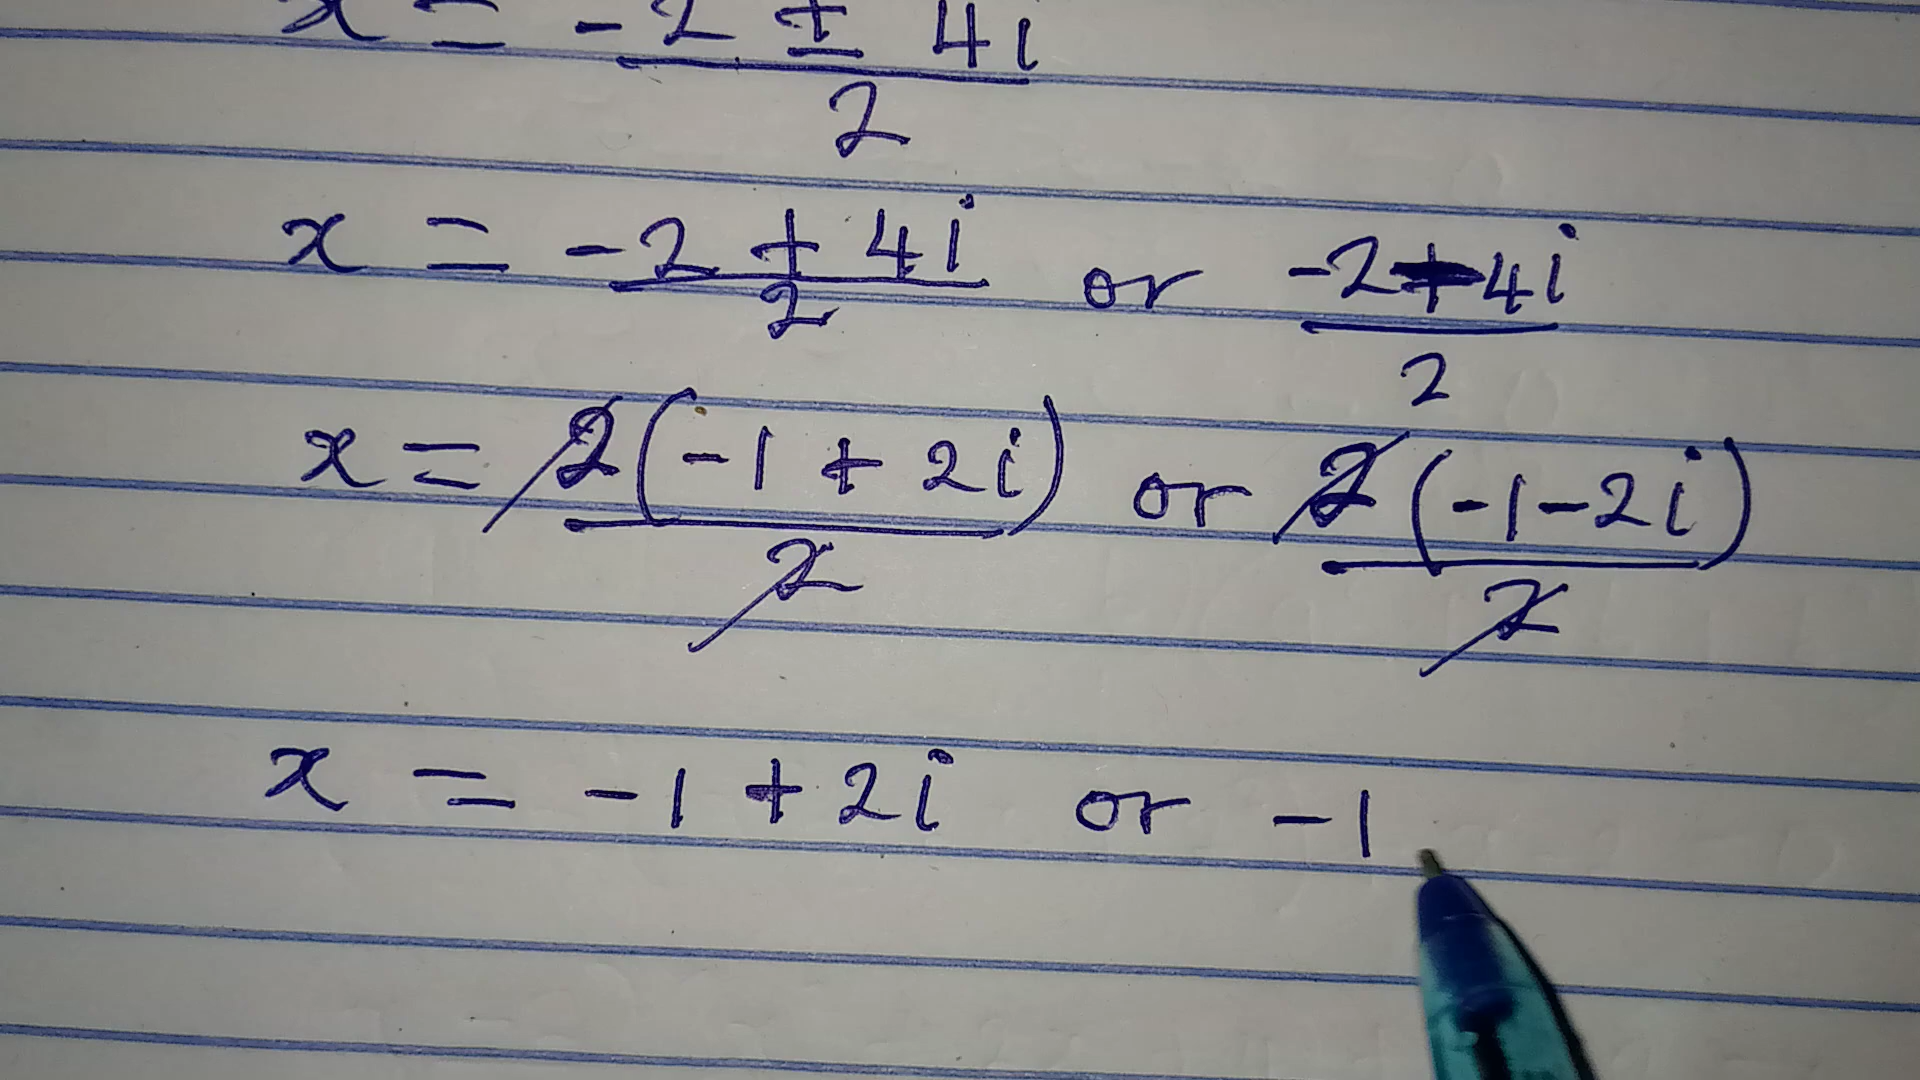 x = -2 ± 4i
2
x = -2 + 4i or -2-4i
2 2
x = 2(-1 + 2i) or 2(-1-2i)
2 2
x = -1 + 2i or -1